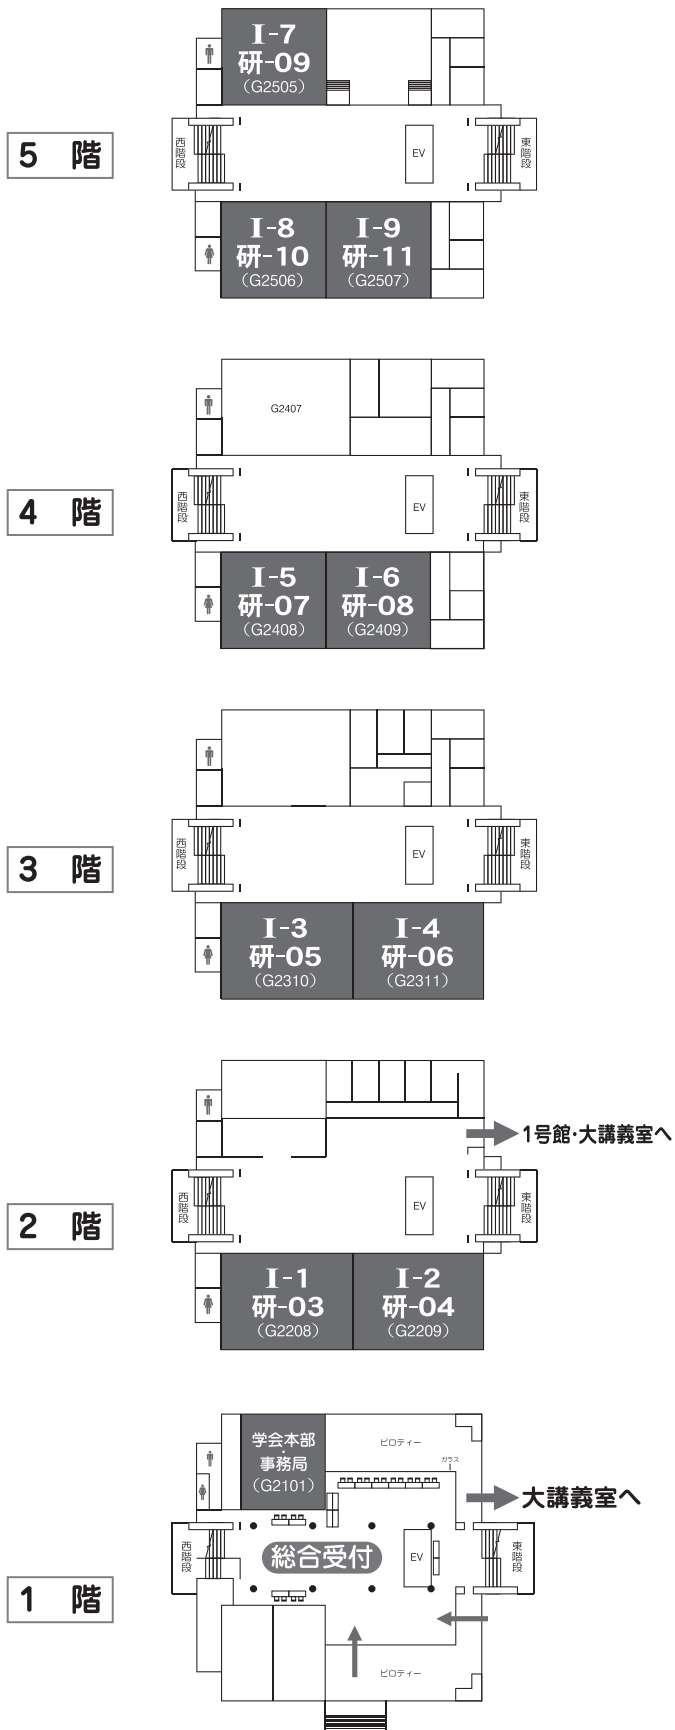 5 階
Ⅰ-7
研-09
（G2505）
西階段
EV
東階段
Ⅰ-8
研-10
（G2506）
Ⅰ-9
研-11
（G2507）
4 階
G2407
西階段
EV
東階段
Ⅰ-5
研-07
（G2408）
Ⅰ-6
研-08
（G2409）
3 階
西階段
EV
東階段
Ⅰ-3
研-05
（G2310）
Ⅰ-4
研-06
（G2311）
2 階
1号館・大講義室へ
西階段
EV
東階段
Ⅰ-1
研-03
（G2208）
Ⅰ-2
研-04
（G2209）
1 階
学会本部
・
事務局
（G2101）
ピロティー
ガラス
大講義室へ
西階段
総合受付
EV
東階段
ピロティー